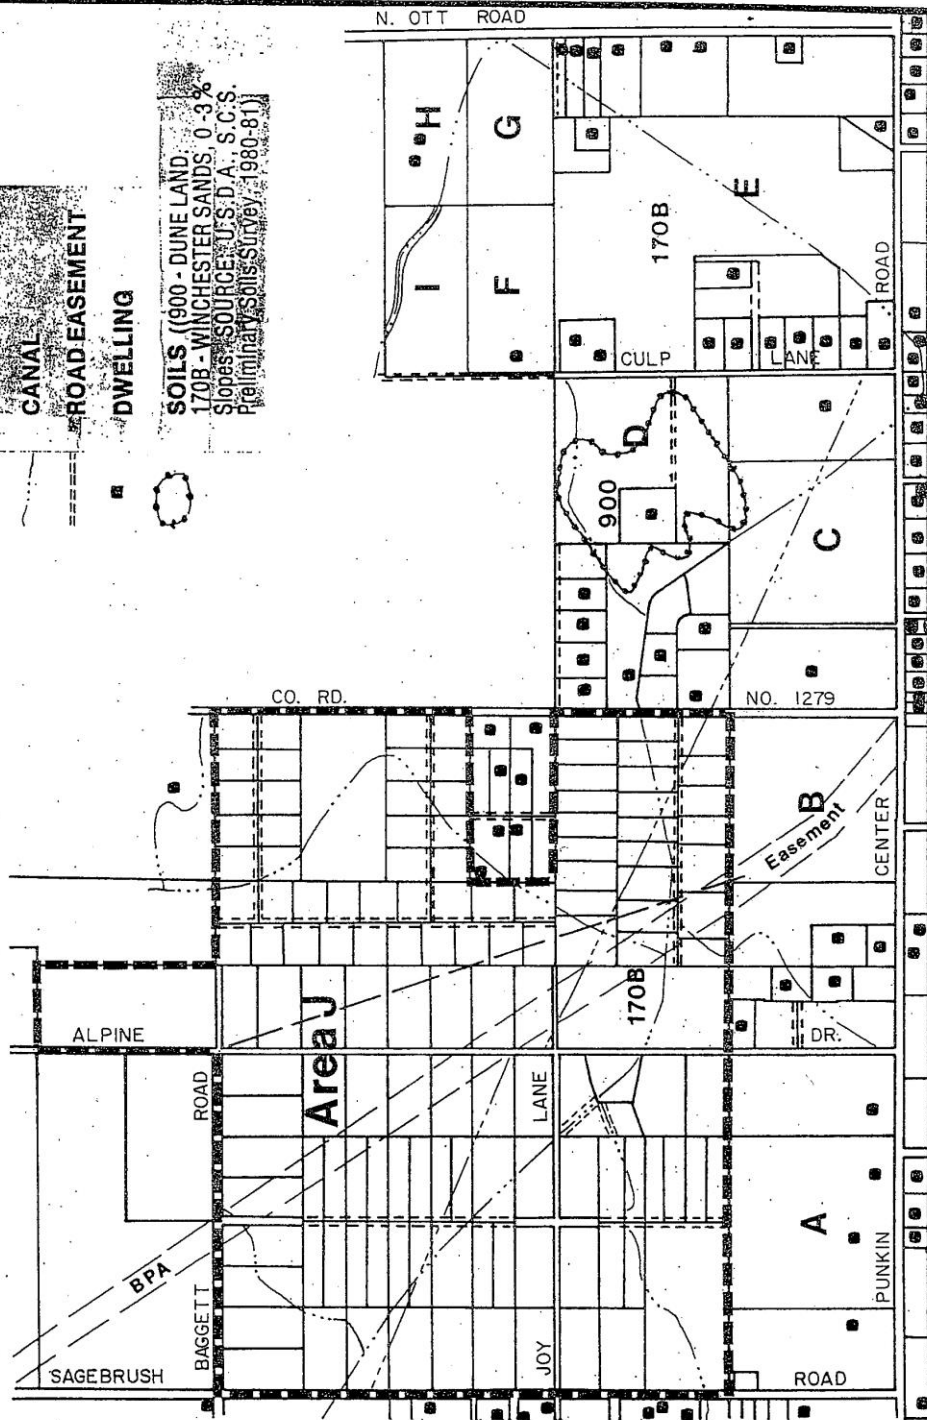 N. OTT ROAD
CANAL
ROAD EASEMENT
DWELLING
SOILS ((900 - DUNE LAND.
170B - WINCHESTER SANDS, 0 -3%
Slopes. SOURCE: U.S.D.A., S.C.S.
Preliminary Soils Survey, 1980-81)
H
G
I
F
E
170B
ROAD
CULP
LANE
D
900
C
CO. RD.
NO. 1279
B
Easement
CENTER
170B
ALPINE
DR.
Area J
ROAD
LANE
A
BPA
BAGGETT
JOY
PUNKIN
SAGEBRUSH
ROAD